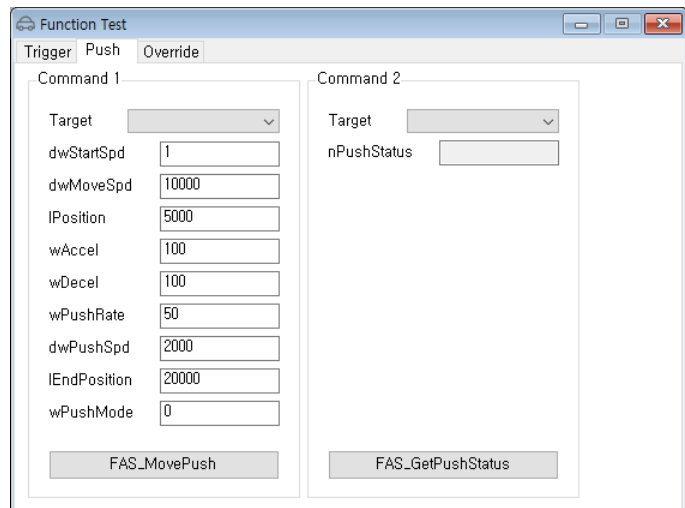 Function Test
Trigger Push Override
Command 1
Target
dwStartSpd 1
dwMoveSpd 10000
lPosition 5000
wAccel 100
wDecel 100
wPushRate 50
dwPushSpd 2000
lEndPosition 20000
wPushMode 0
FAS_MovePush
Command 2
Target
nPushStatus
FAS_GetPushStatus